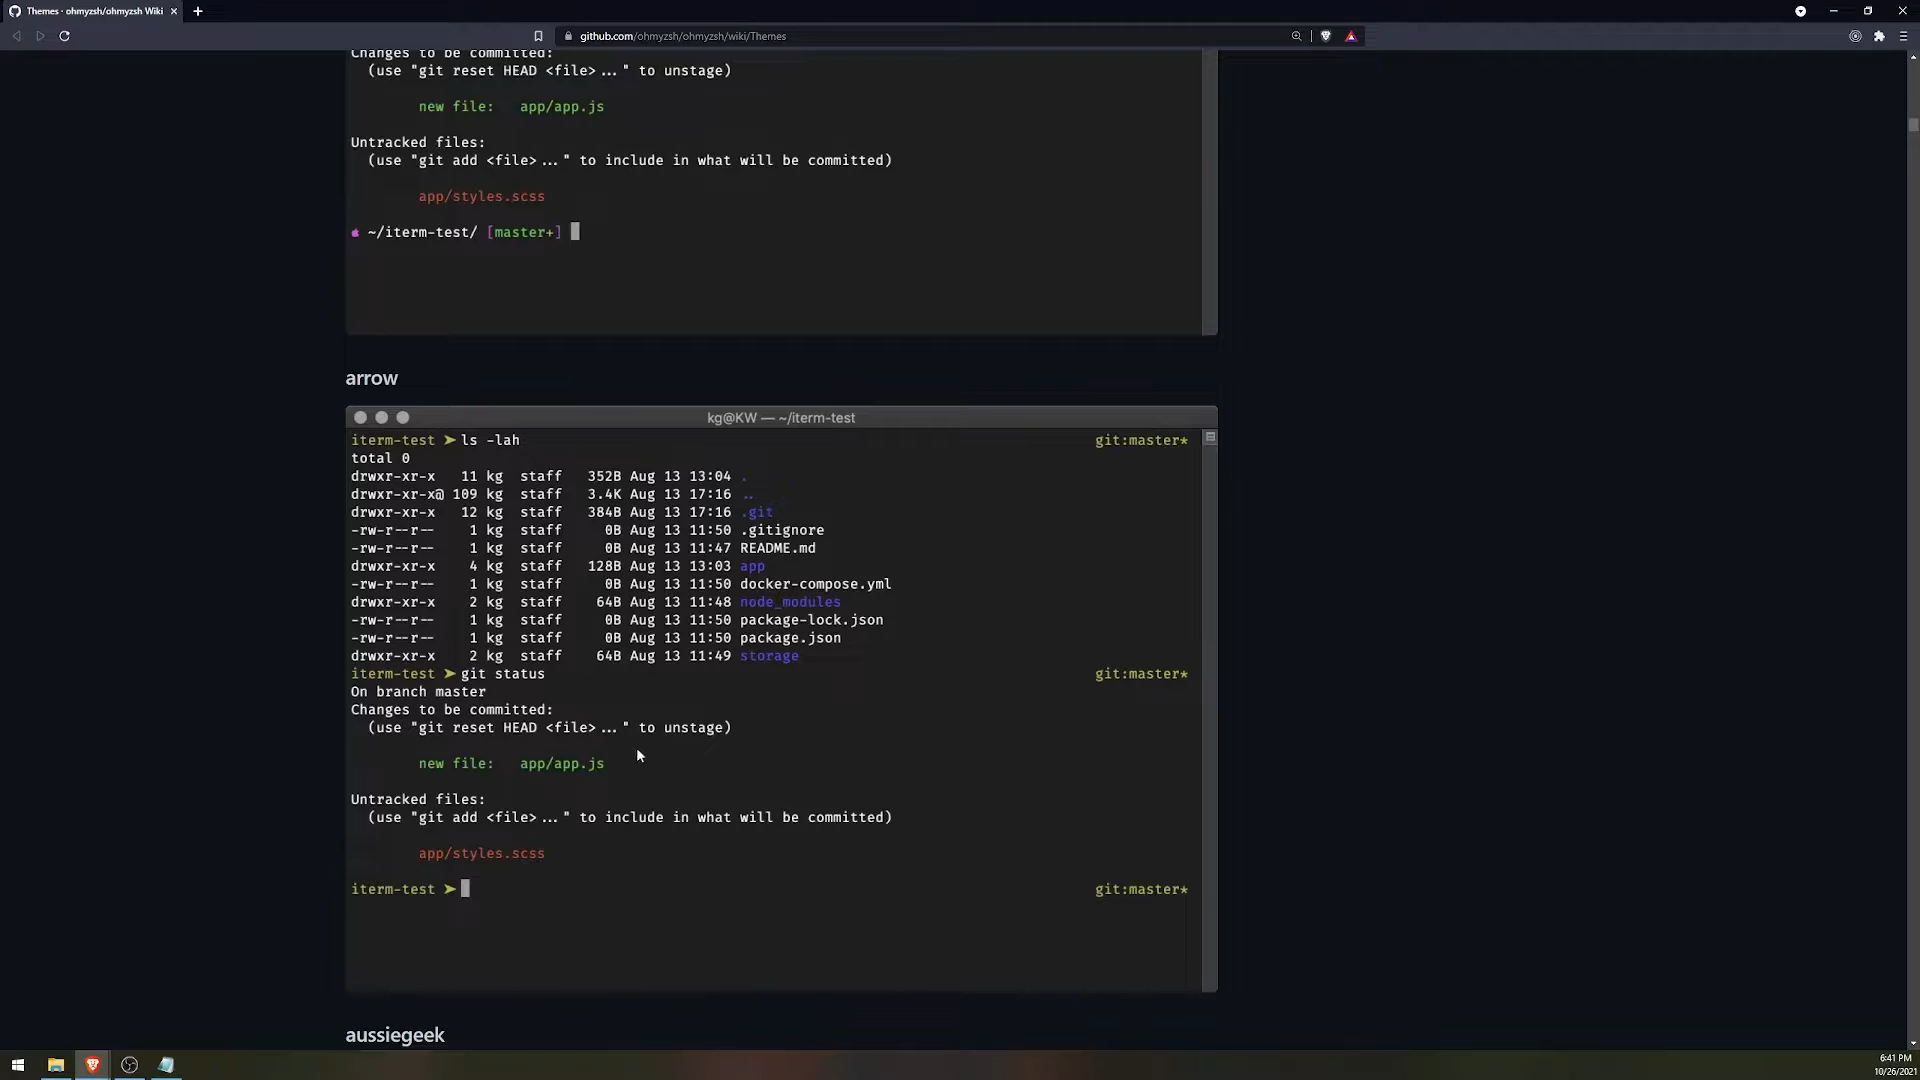 Themes · ohmyzsh/ohmyzsh Wiki
github.com/ohmyzsh/ohmyzsh/wiki/Themes
Changes to be committed:
(use "git reset HEAD <file>..." to unstage)
new file: app/app.js
Untracked files:
(use "git add <file>..." to include in what will be committed)
app/styles.scss
~/iterm-test/ [master+]
arrow
kg@KW — ~/iterm-test
iterm-test ➤ ls -lah git:master*
total 0
drwxr-xr-x 11 kg staff 352B Aug 13 13:04 .
drwxr-xr-x@ 109 kg staff 3.4K Aug 13 17:16 ..
drwxr-xr-x 12 kg staff 384B Aug 13 17:16 .git
-rw-r--r-- 1 kg staff 0B Aug 13 11:50 .gitignore
-rw-r--r-- 1 kg staff 0B Aug 13 11:47 README.md
drwxr-xr-x 4 kg staff 128B Aug 13 13:03 app
-rw-r--r-- 1 kg staff 0B Aug 13 11:50 docker-compose.yml
drwxr-xr-x 2 kg staff 64B Aug 13 11:48 node_modules
-rw-r--r-- 1 kg staff 0B Aug 13 11:50 package-lock.json
-rw-r--r-- 1 kg staff 0B Aug 13 11:50 package.json
drwxr-xr-x 2 kg staff 64B Aug 13 11:49 storage
iterm-test ➤ git status git:master*
On branch master
Changes to be committed:
(use "git reset HEAD <file>..." to unstage)
new file: app/app.js
Untracked files:
(use "git add <file>..." to include in what will be committed)
app/styles.scss
iterm-test ➤ git:master*
aussiegeek
6:41 PM
10/26/2021